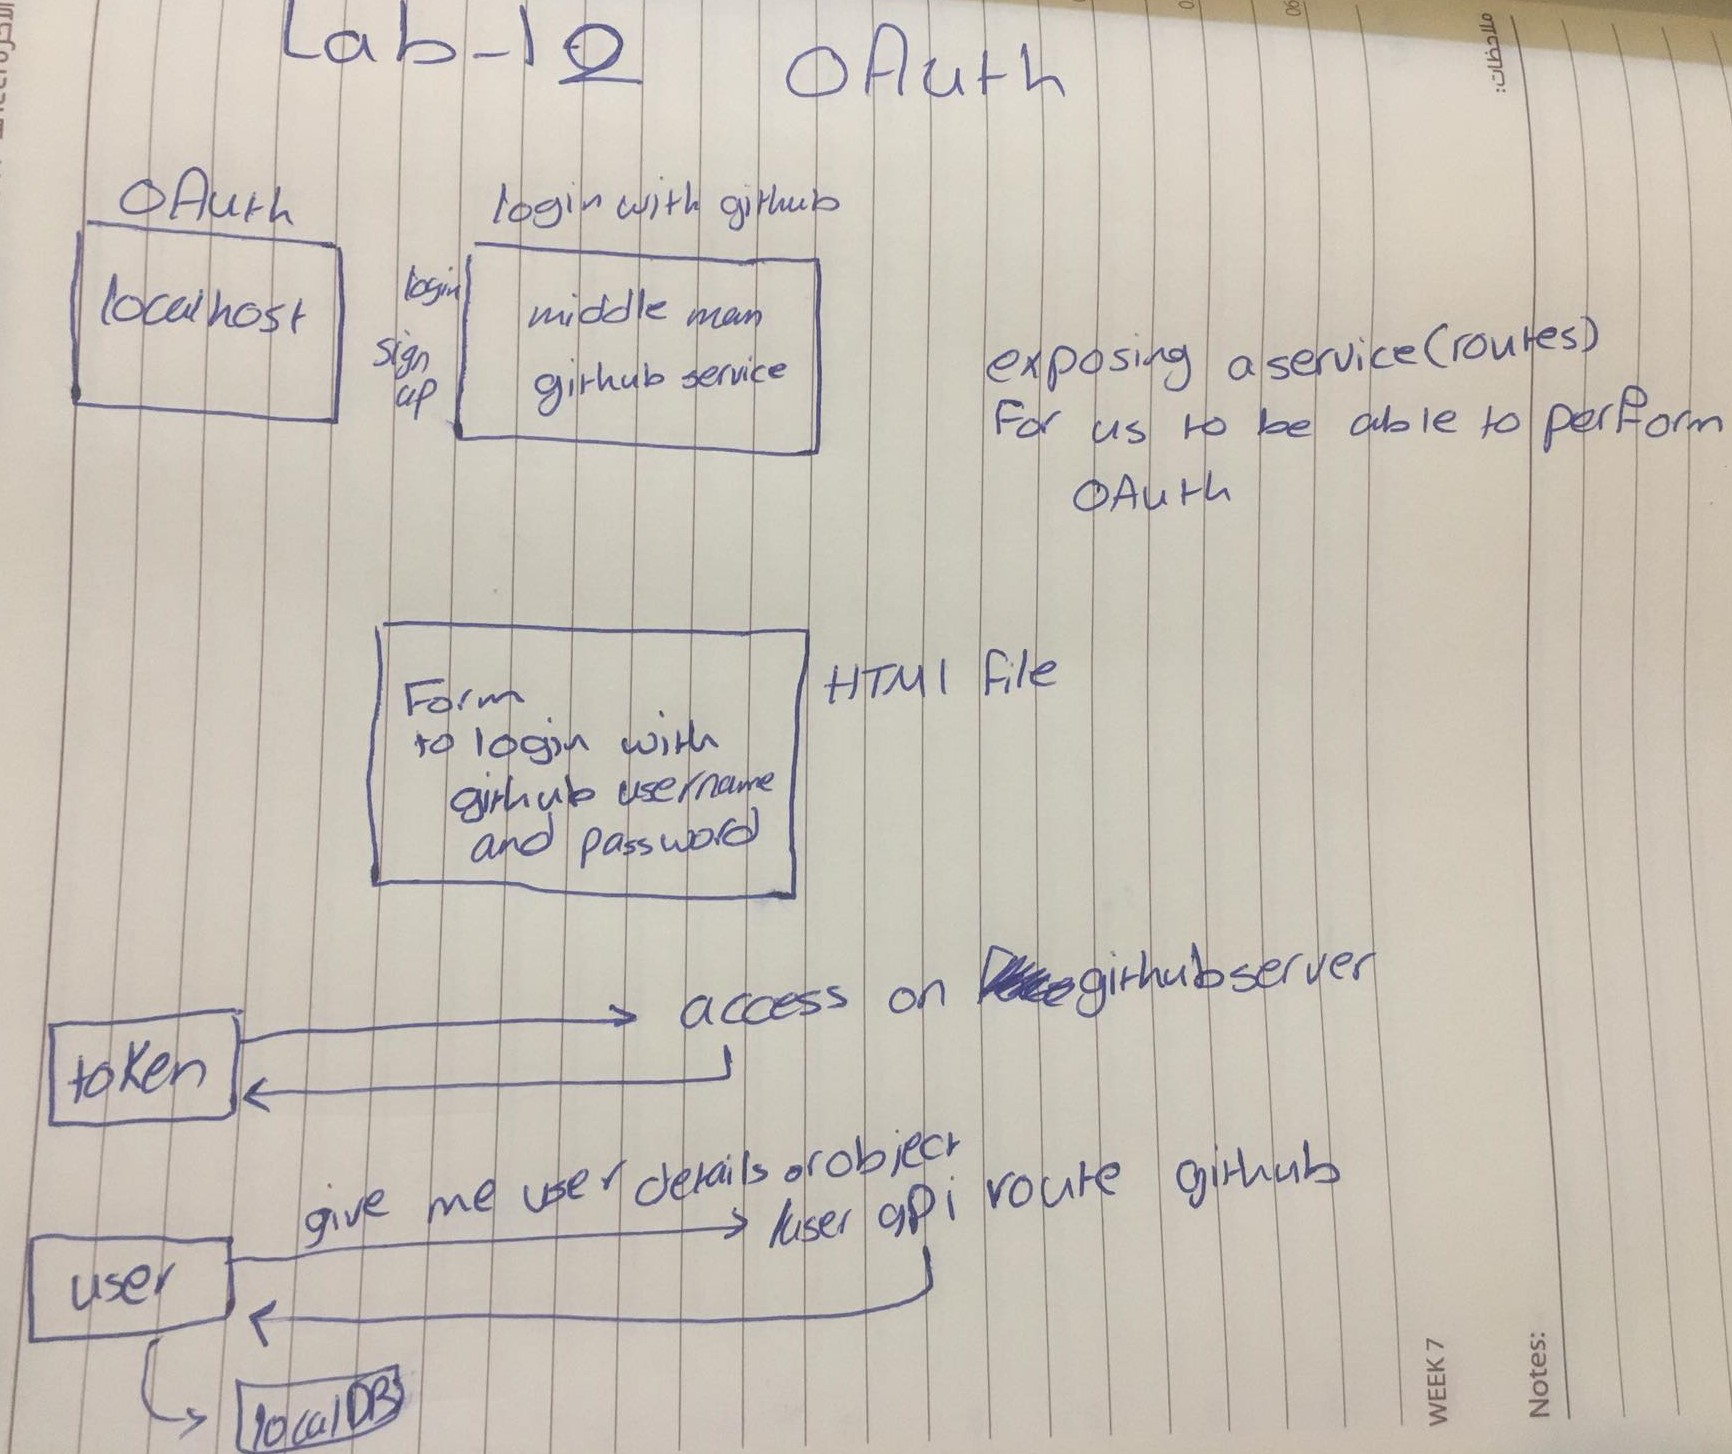 Lab-12 OAuth
OAuth
localhost
login with github
login
sign
up
middle man
github service
exposing a service (routes)
For us to be able to perform
OAuth
Form
to login with
github username
and password
HTMl file
token
access on github server
give me user details or object
/user api route github
user
localDB
ملاحظات:
WEEK 7
Notes: